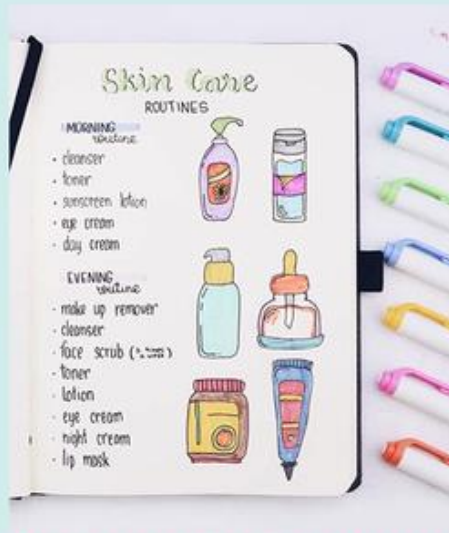 Skin Care
ROUTINES
MORNING
routine
· cleanser
· toner
· sunscreen lotion
· eye cream
· day cream
EVENING
routine
· make up remover
· cleanser
· face scrub
· toner
· lotion
· eye cream
· night cream
· lip mask